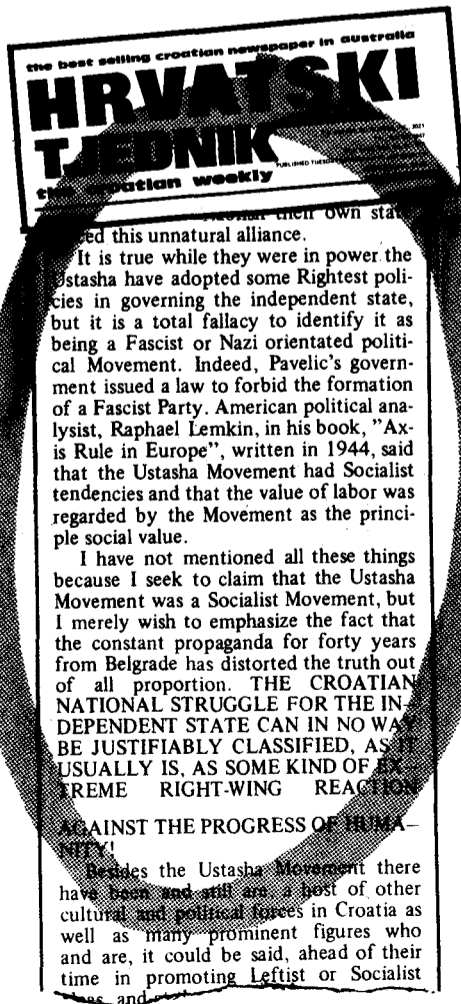 the best selling croatian newspaper in australia
HRVATSKI
TJEDNIK
PUBLISHED
the croatian weekly
their own
this unnatural alliance.
It is true while they were in power the
Ustasha have adopted some Rightest poli-
cies in governing the independent state,
but it is a total fallacy to identify it as
being a Fascist or Nazi orientated politi-
cal Movement. Indeed, Pavelic's govern-
ment issued a law to forbid the formation
of a Fascist Party. American political ana-
lysist, Raphael Lemkin, in his book, "Ax-
is Rule in Europe", written in 1944, said
that the Ustasha Movement had Socialist
tendencies and that the value of labor was
regarded by the Movement as the princi-
ple social value.
I have not mentioned all these things
because I seek to claim that the Ustasha
Movement was a Socialist Movement, but
I merely wish to emphasize the fact that
the constant propaganda for forty years
from Belgrade has distorted the truth out
of all proportion. THE CROATIAN
NATIONAL STRUGGLE FOR THE IN-
DEPENDENT STATE CAN IN NO WAY
BE JUSTIFIABLY CLASSIFIED, AS IT
USUALLY IS, AS SOME KIND OF EX-
TREME RIGHT-WING REACTION
AGAINST THE PROGRESS OF HUMA-
NITY!
Besides the Ustasha Movement there
have been and still are, a host of other
cultural and political forces in Croatia as
well as many prominent figures who
and are, it could be said, ahead of their
time in promoting Leftist or Socialist
and